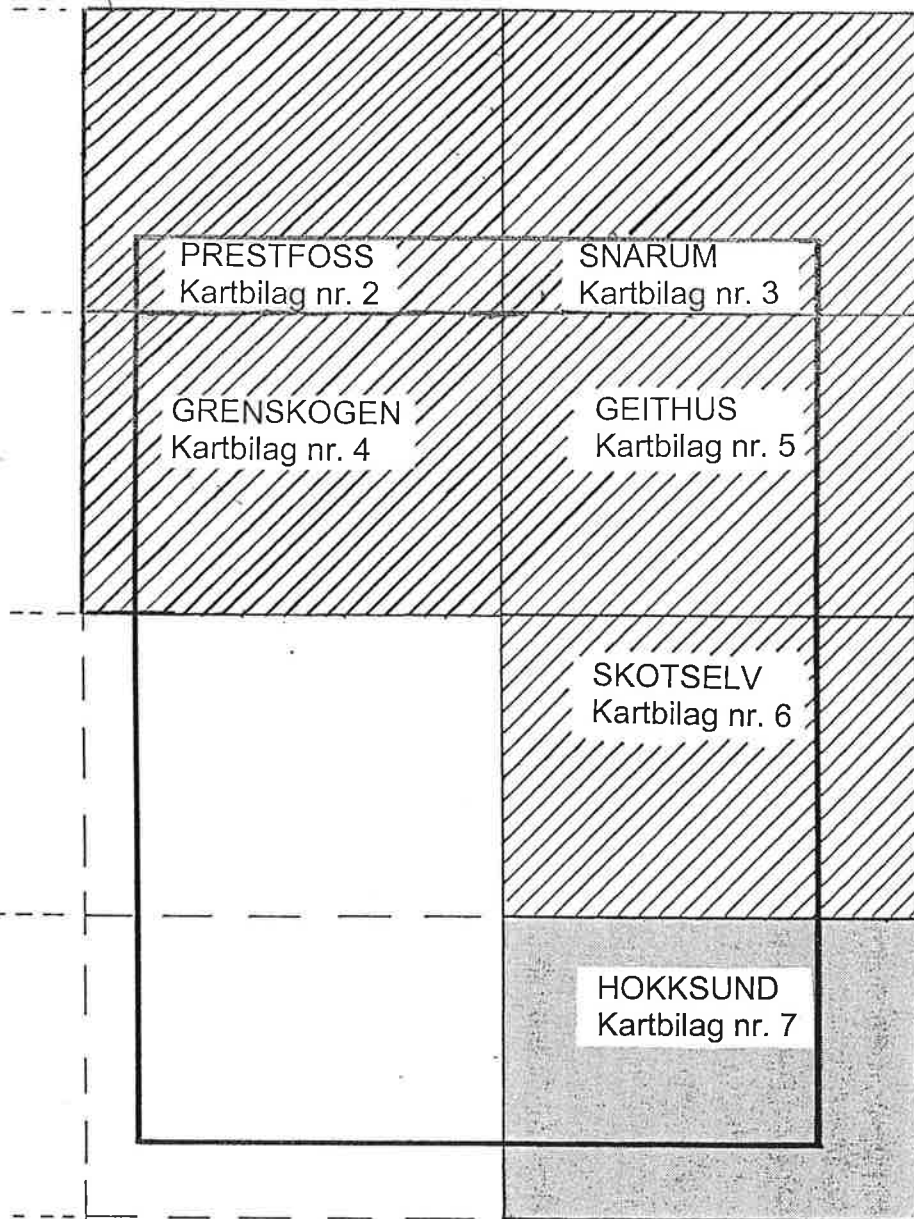 PRESTFOSS
Kartbilag nr. 2
SNARUM
Kartbilag nr. 3
GRENSKOGEN
Kartbilag nr. 4
GEITHUS
Kartbilag nr. 5
SKOTSELV
Kartbilag nr. 6
HOKKSUND
Kartbilag nr. 7